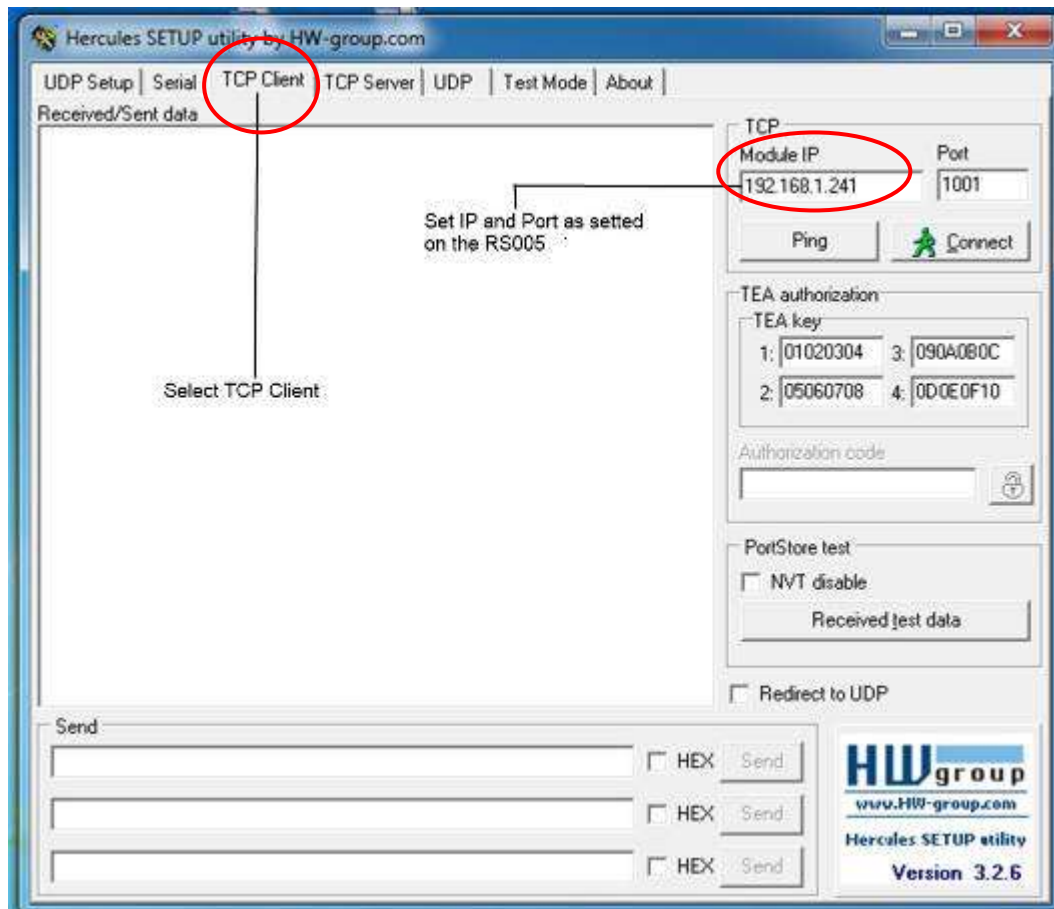 Hercules SETUP utility by HW-group.com
UDP Setup Serial TCP Client TCP Server UDP Test Mode About
Received/Sent data
TCP
Module IP Port
192.168.1.241 1001
Set IP and Port as setted
on the RS005
Ping Connect
TEA authorization
TEA key
1: 01020304 3: 090A0B0C
2: 05060708 4: 0D0E0F10
Select TCP Client
Authorization code
PortStore test
NVT disable
Received test data
Redirect to UDP
Send
HEX Send
HEX Send
HEX Send
HWgroup
www.HW-group.com
Hercules SETUP utility
Version 3.2.6